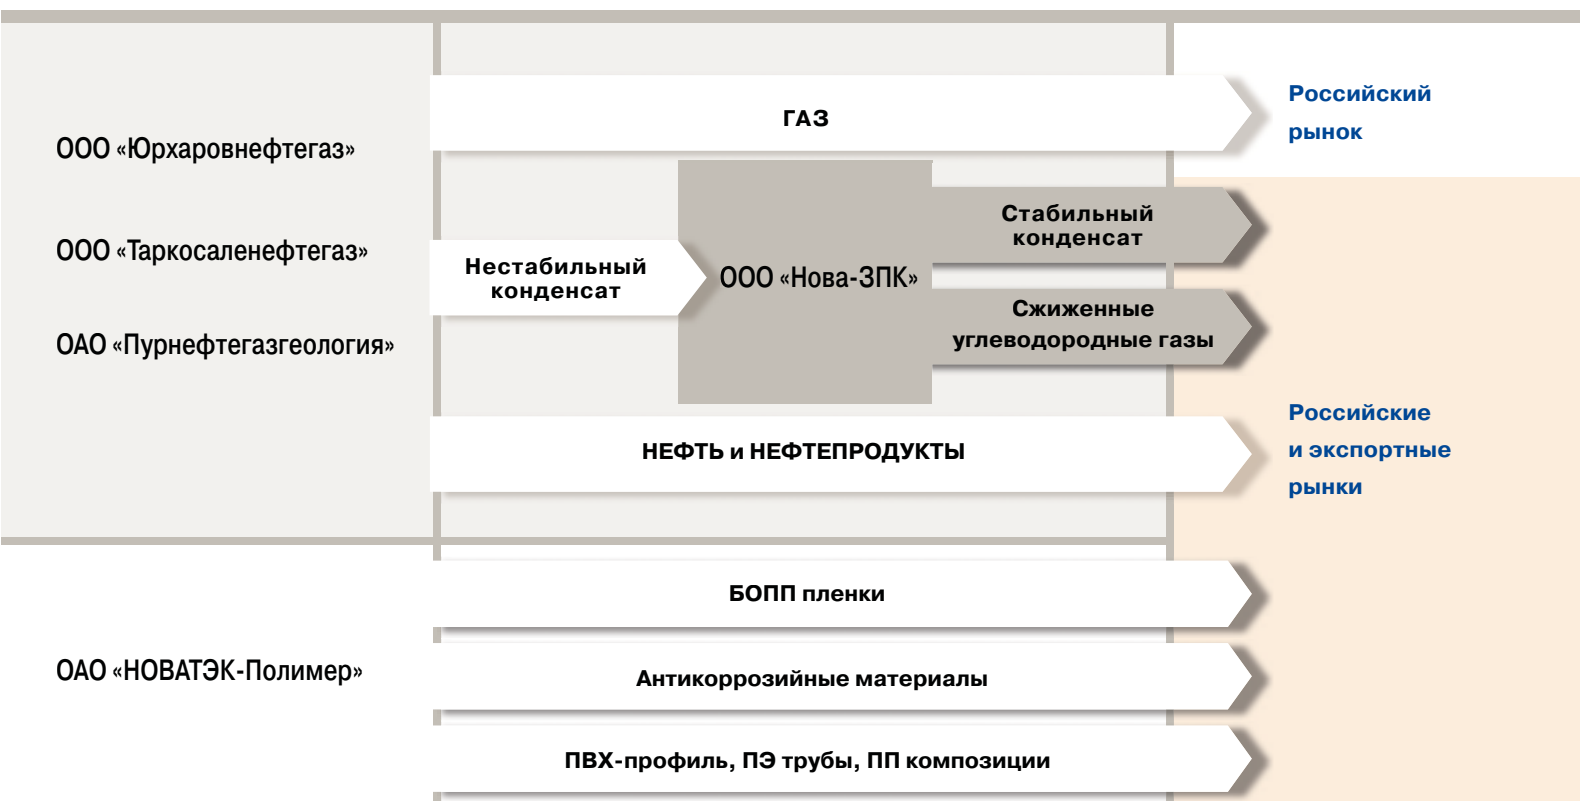 ООО «Юрхаровнефтегаз»
ООО «Таркосаленефтегаз»
ОАО «Пурнефтегазгеология»
ГАЗ
Российский
рынок
Нестабильный
конденсат
ООО «Нова-ЗПК»
Стабильный
конденсат
Сжиженные
углеводородные газы
НЕФТЬ и НЕФТЕПРОДУКТЫ
Российские
и экспортные
рынки
ОАО «НОВАТЭК-Полимер»
БОПП пленки
Антикоррозийные материалы
ПВХ-профиль, ПЭ трубы, ПП композиции